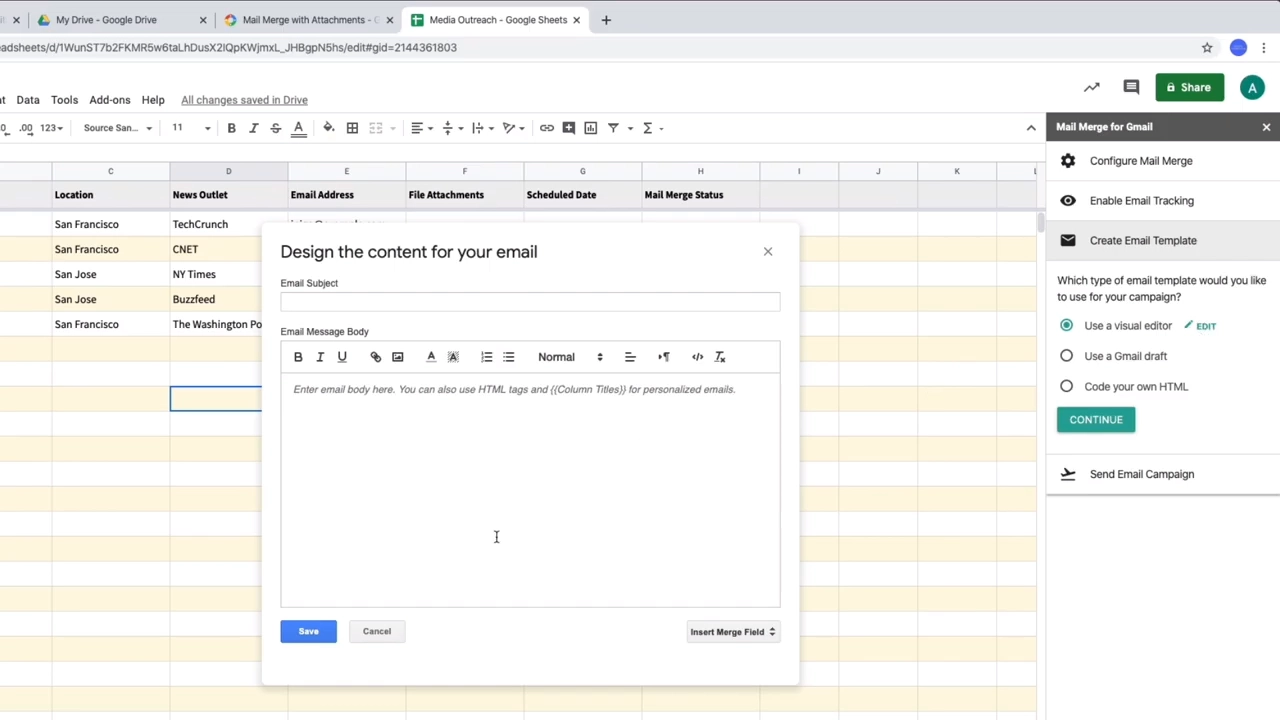 My Drive - Google Drive
Mail Merge with Attachments - G
Media Outreach - Google Sheets
eadsheets/d/1WunST7b2FKMR5w6taLhDusX2lQpKWjmxL_JHBgpN5hs/edit#gid=2144361803
Data Tools Add-ons Help All changes saved in Drive
Share
A
.00 123 Source San... 11 B I S A
Mail Merge for Gmail
C D E F G H I J K L
Location News Outlet Email Address File Attachments Scheduled Date Mail Merge Status
San Francisco TechCrunch
San Francisco CNET
San Jose NY Times
San Jose Buzzfeed
San Francisco The Washington Po
Design the content for your email
Email Subject
Email Message Body
B I U A A Normal
Enter email body here. You can also use HTML tags and {{Column Titles}} for personalized emails.
Save Cancel Insert Merge Field
Configure Mail Merge
Enable Email Tracking
Create Email Template
Which type of email template would you like
to use for your campaign?
Use a visual editor EDIT
Use a Gmail draft
Code your own HTML
CONTINUE
Send Email Campaign